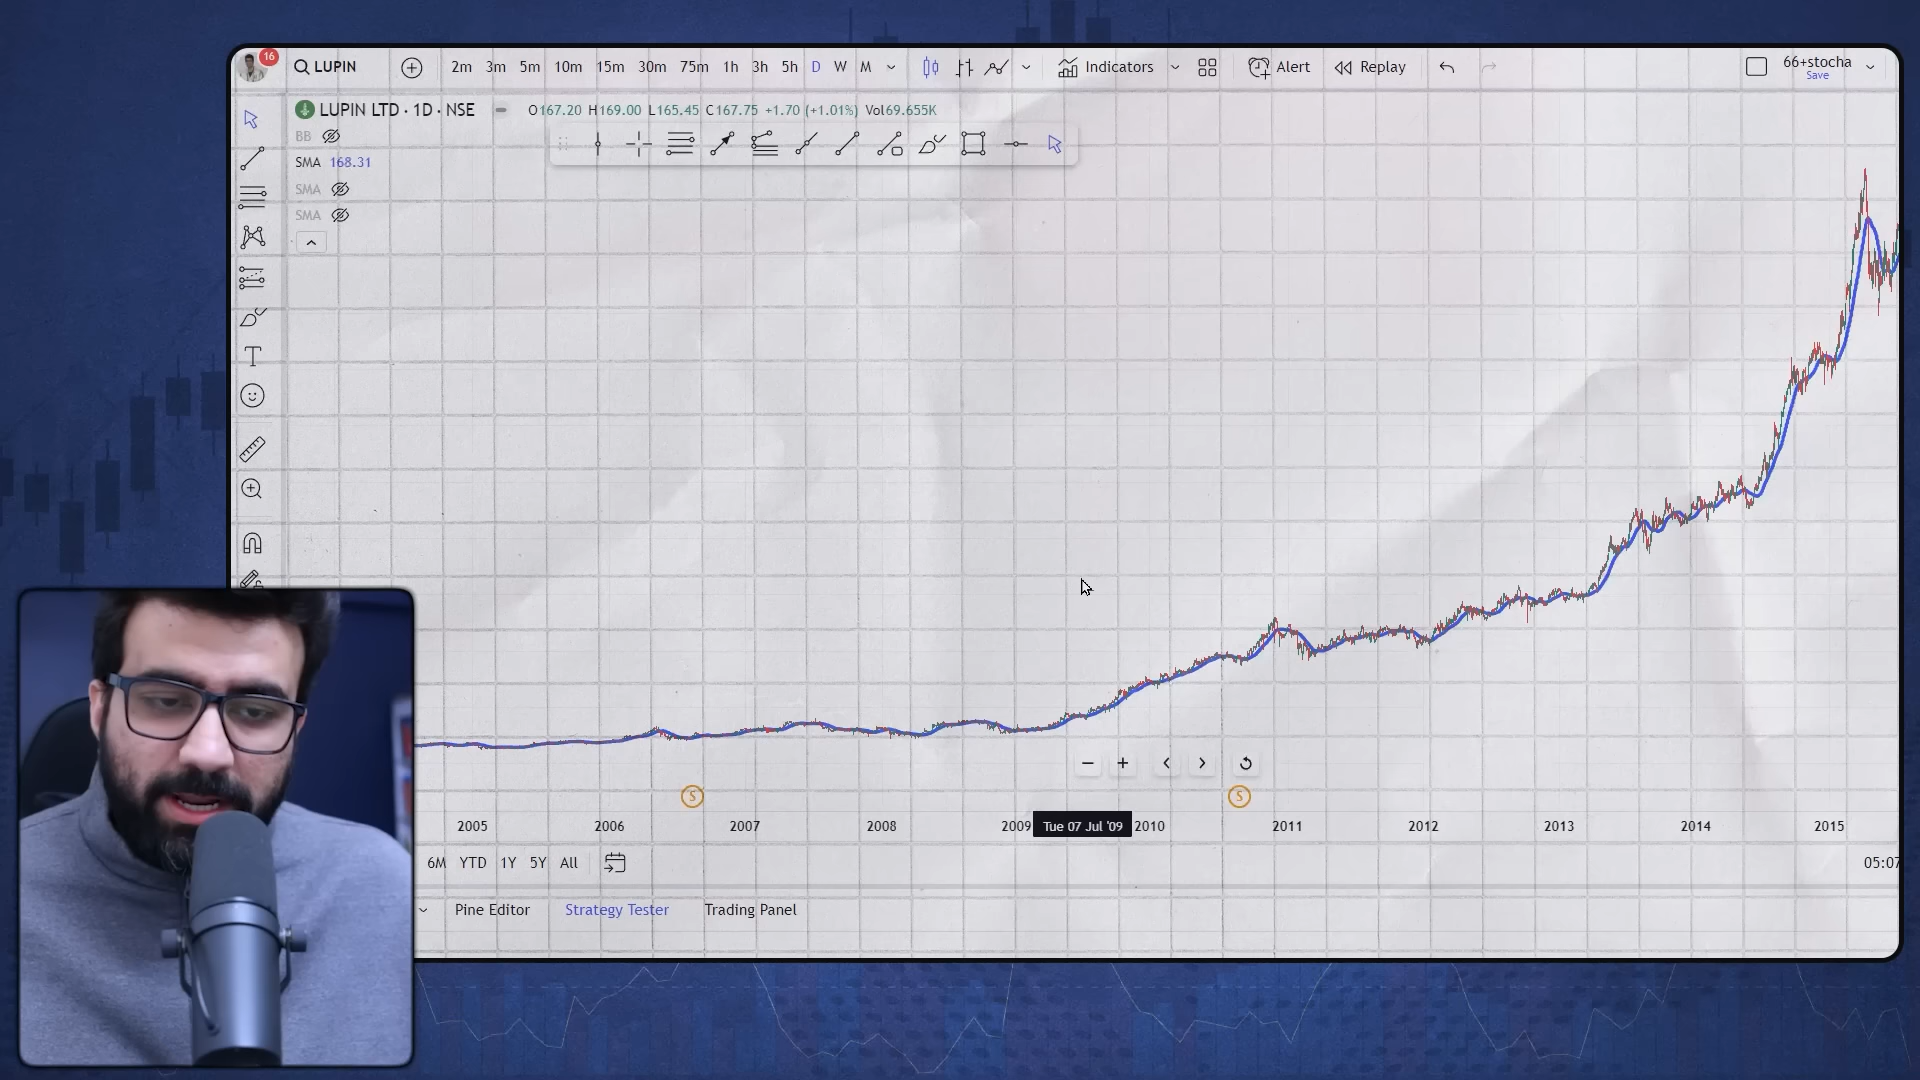 16
LUPIN
2m 3m 5m 10m 15m 30m 75m 1h 3h 5h D W M
Indicators
Alert
Replay
66+stocha
Save
LUPIN LTD · 1D · NSE
O167.20 H169.00 L165.45 C167.75 +1.70 (+1.01%) Vol69.655K
BB
SMA 168.31
SMA
SMA
S S
2005 2006 2007 2008 2009 Tue 07 Jul '09 2010 2011 2012 2013 2014 2015
6M YTD 1Y 5Y All
05:07
Pine Editor Strategy Tester Trading Panel